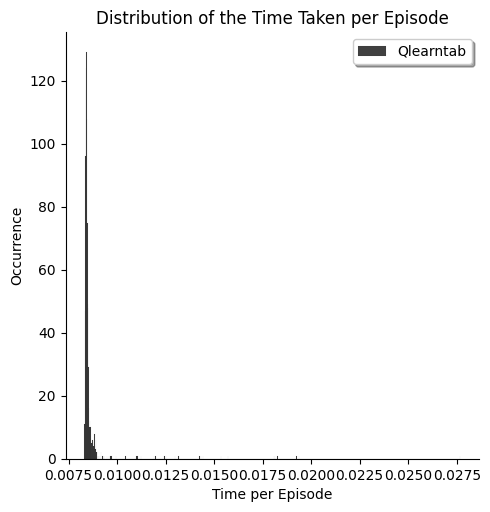 Distribution of the Time Taken per Episode
Qlearntab
Occurrence
120
100
80
60
40
20
0
0.0075 0.0100 0.0125 0.0150 0.0175 0.0200 0.0225 0.0250 0.0275
Time per Episode